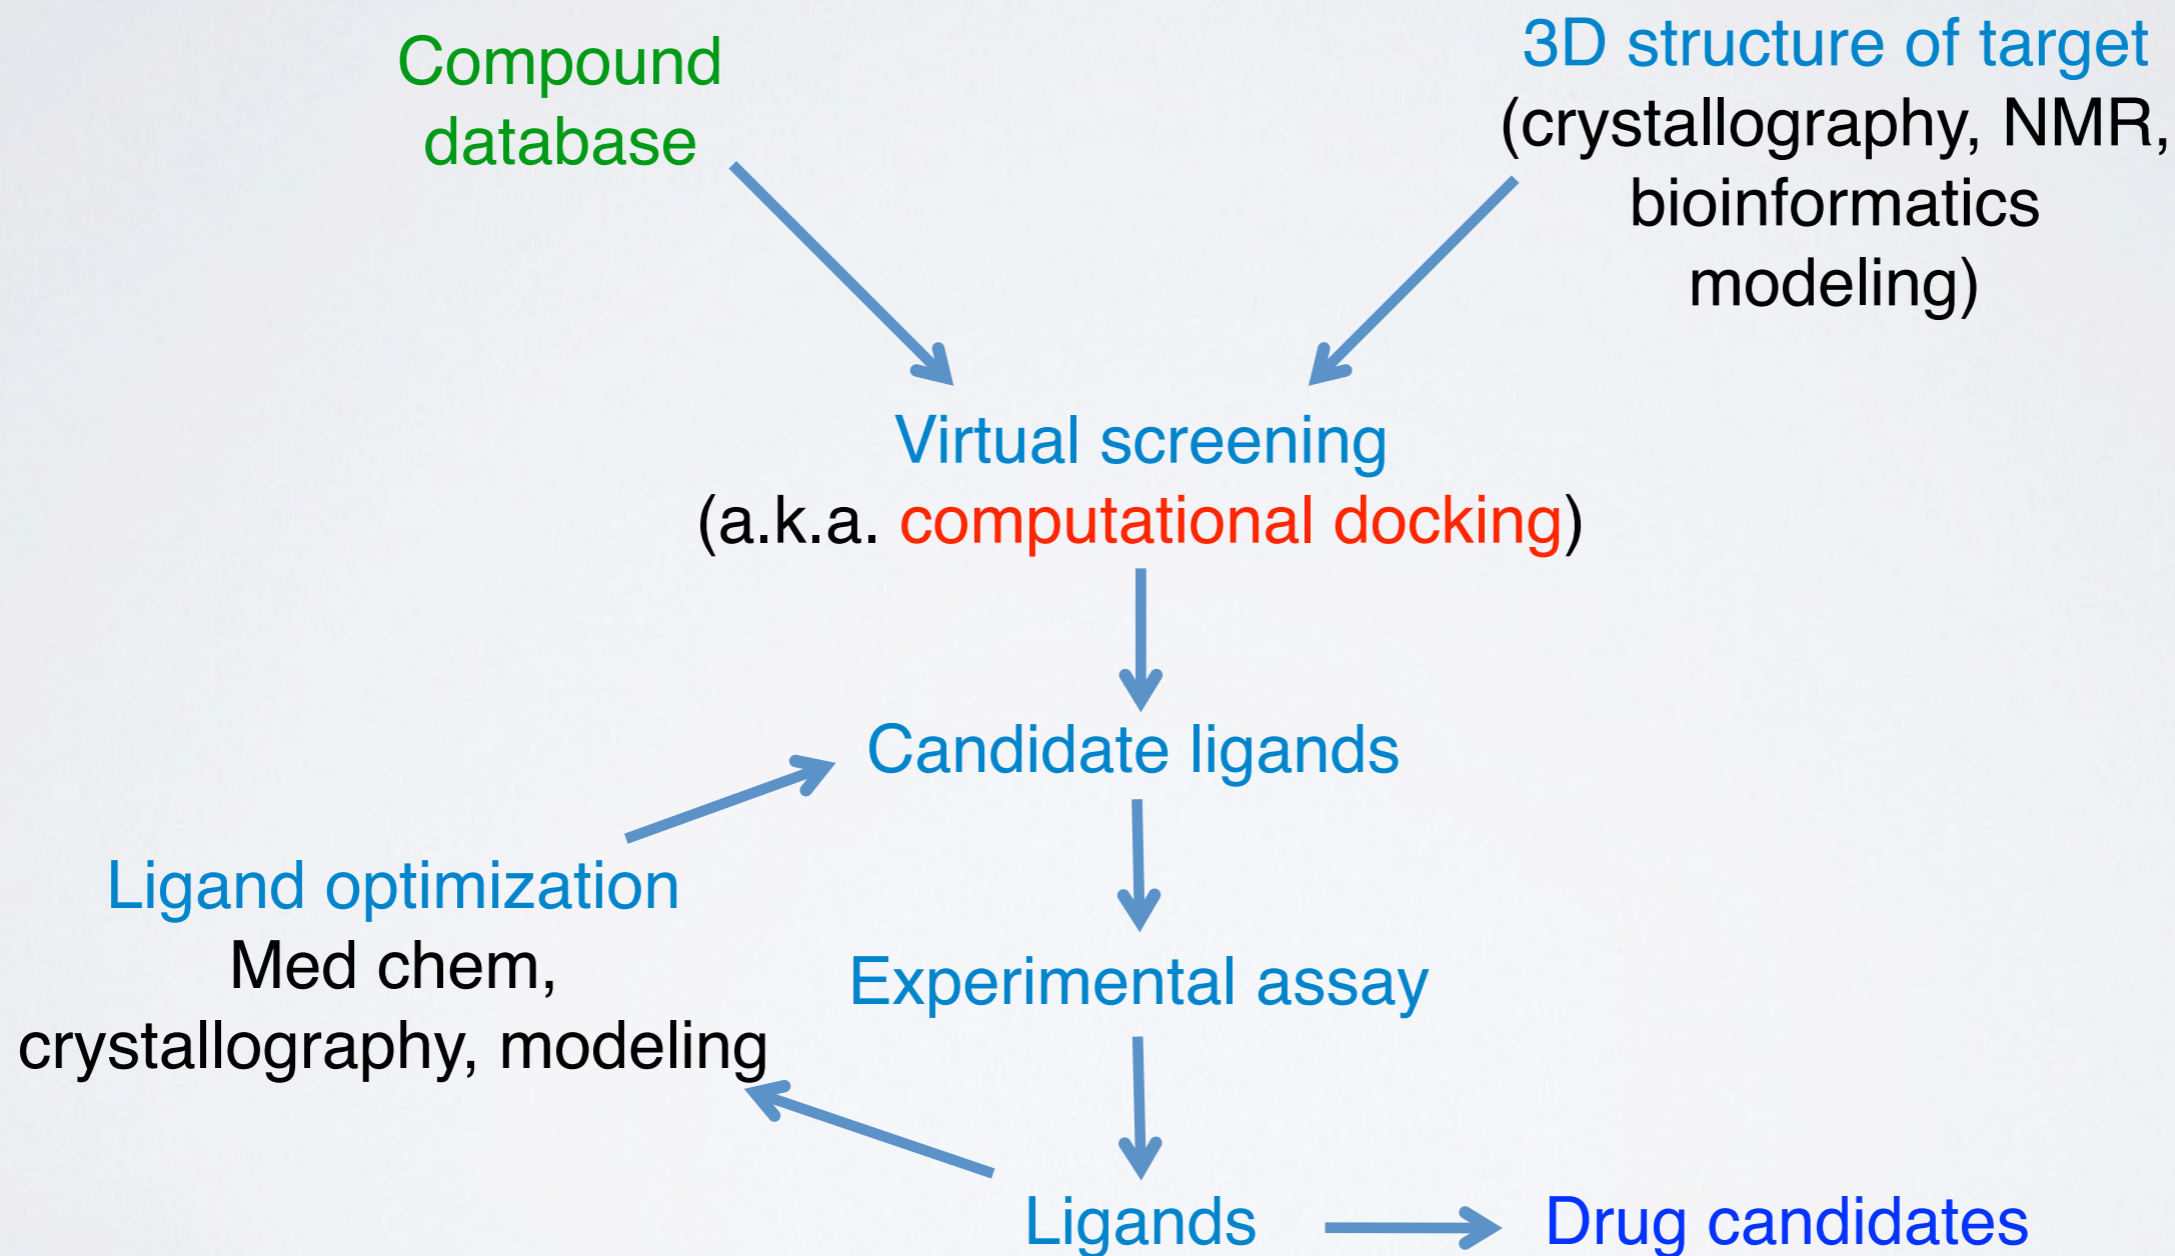 Compound
database
3D structure of target
(crystallography, NMR,
bioinformatics
modeling)
Virtual screening
(a.k.a. computational docking)
Candidate ligands
Ligand optimization
Med chem,
crystallography, modeling
Experimental assay
Ligands
Drug candidates